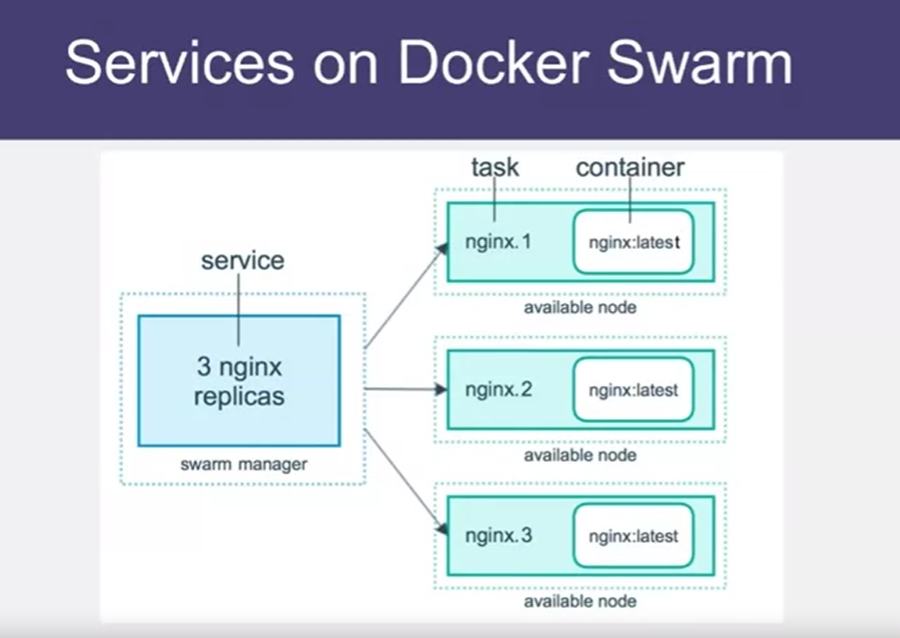 Services on Docker Swarm
task
container
nginx.1
nginx:latest
available node
service
3 nginx
replicas
swarm manager
nginx.2
nginx:latest
available node
nginx.3
nginx:latest
available node